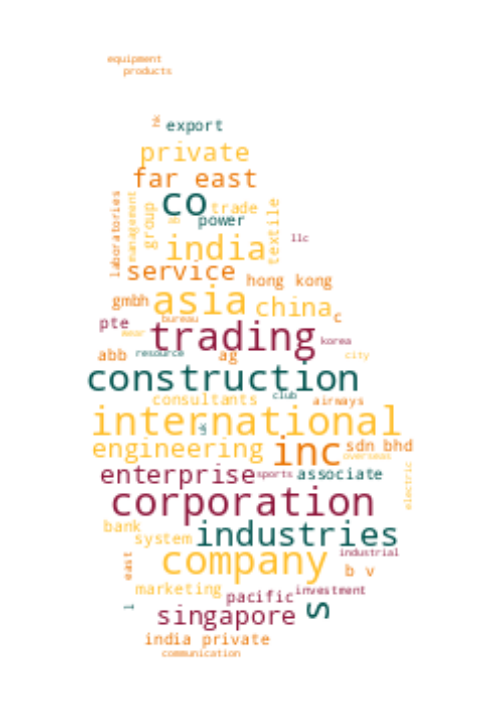 equipment
products
hk export
private
far east
co
trade
power
laboratories
management
group
textile
india
llc
service
hong kong
gmbh
asia
china
c
pte
bureau
wear
trading
korea
abb
resource
ag
city
construction
club
consultants
airways
international
engineering
inc
sdn bhd
overseas
enterprise
sports
associate
electric
corporation
bank
system
industries
company
industrial
east
b v
marketing
pacific
investment
l
singapore
s
india private
communication